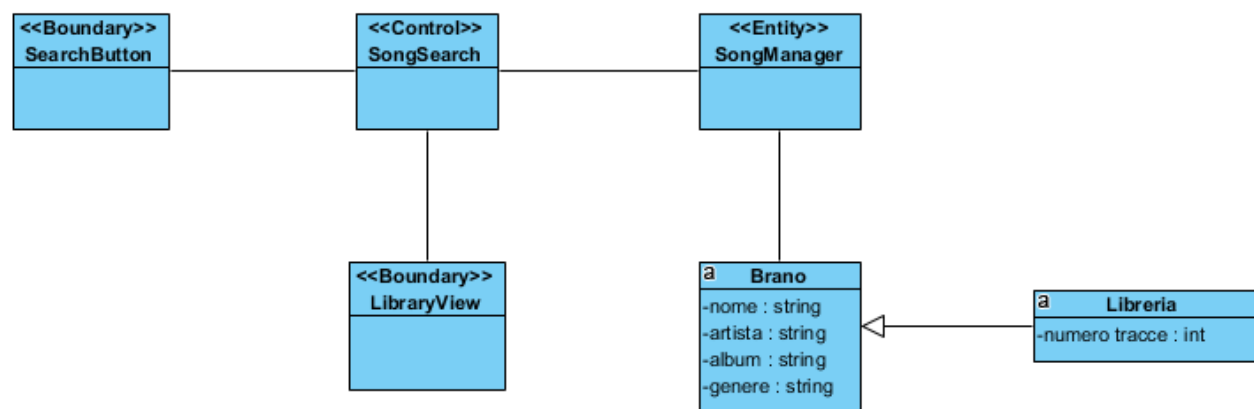 <<Boundary>>
SearchButton
<<Control>>
SongSearch
<<Entity>>
SongManager
<<Boundary>>
LibraryView
a
Brano
-nome : string
-artista : string
-album : string
-genere : string
a
Libreria
-numero tracce : int